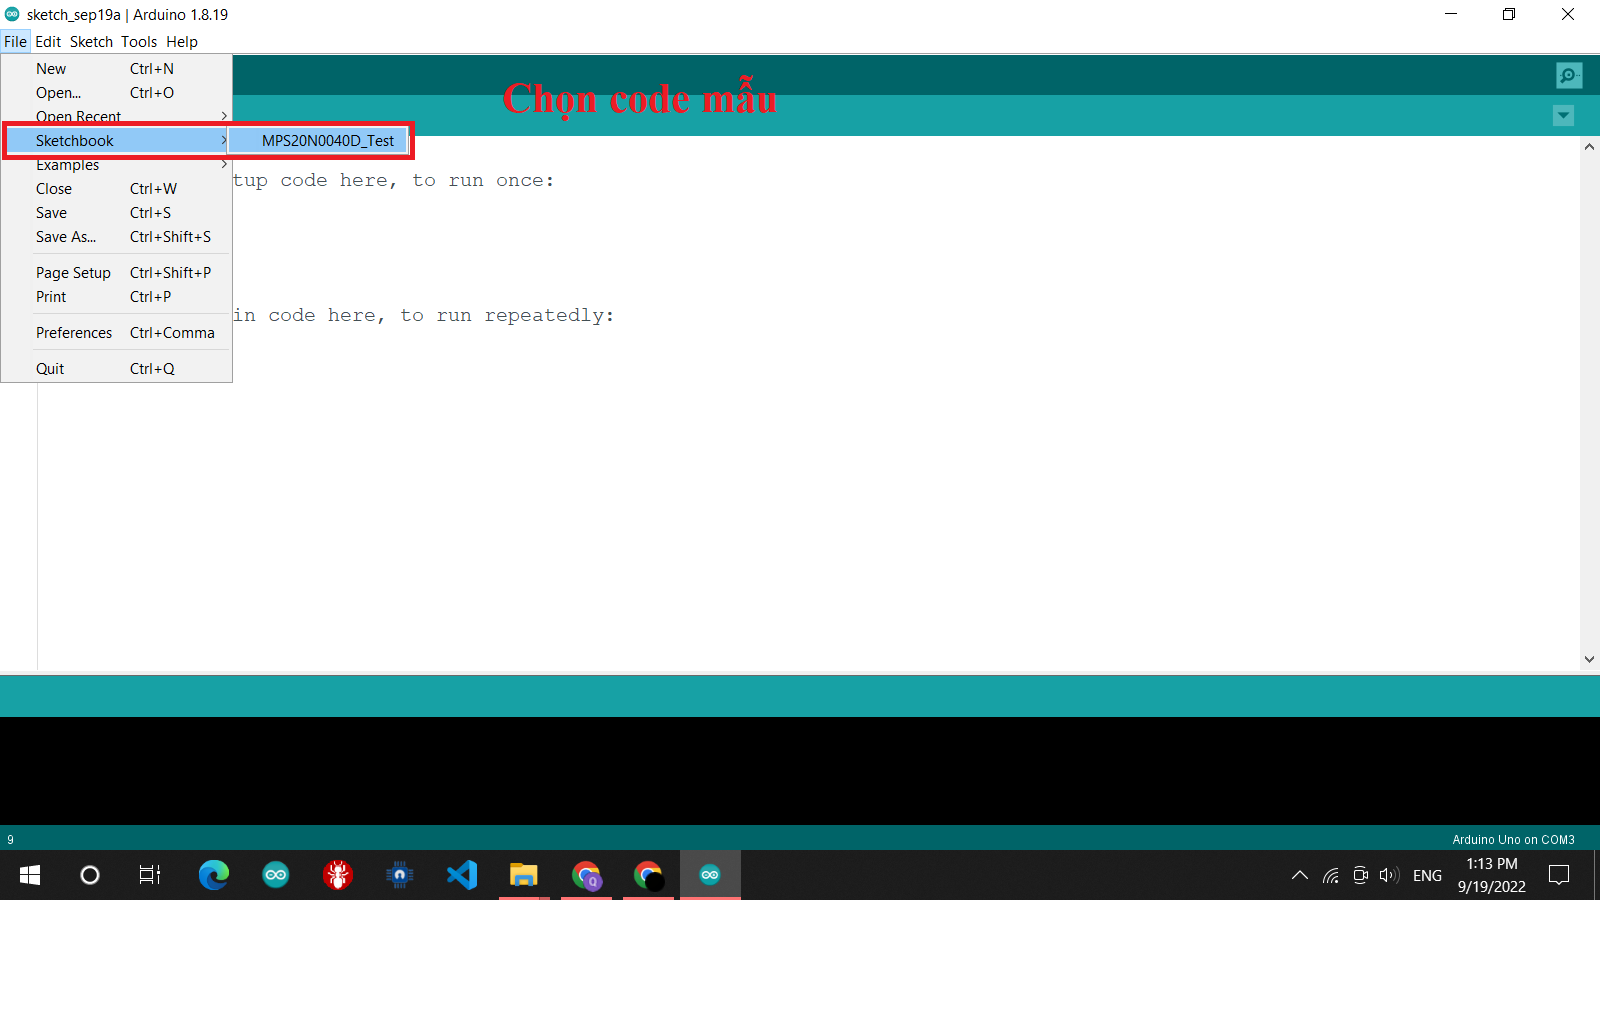 sketch_sep19a | Arduino 1.8.19
File Edit Sketch Tools Help
New Ctrl+N
Open... Ctrl+O
Open Recent
Sketchbook
MPS20N0040D_Test
Examples
Close Ctrl+W
Save Ctrl+S
Save As... Ctrl+Shift+S
Page Setup Ctrl+Shift+P
Print Ctrl+P
Preferences Ctrl+Comma
Quit Ctrl+Q
Chọn code mẫu
tup code here, to run once:
in code here, to run repeatedly:
9
Arduino Uno on COM3
Q
ENG
1:13 PM
9/19/2022